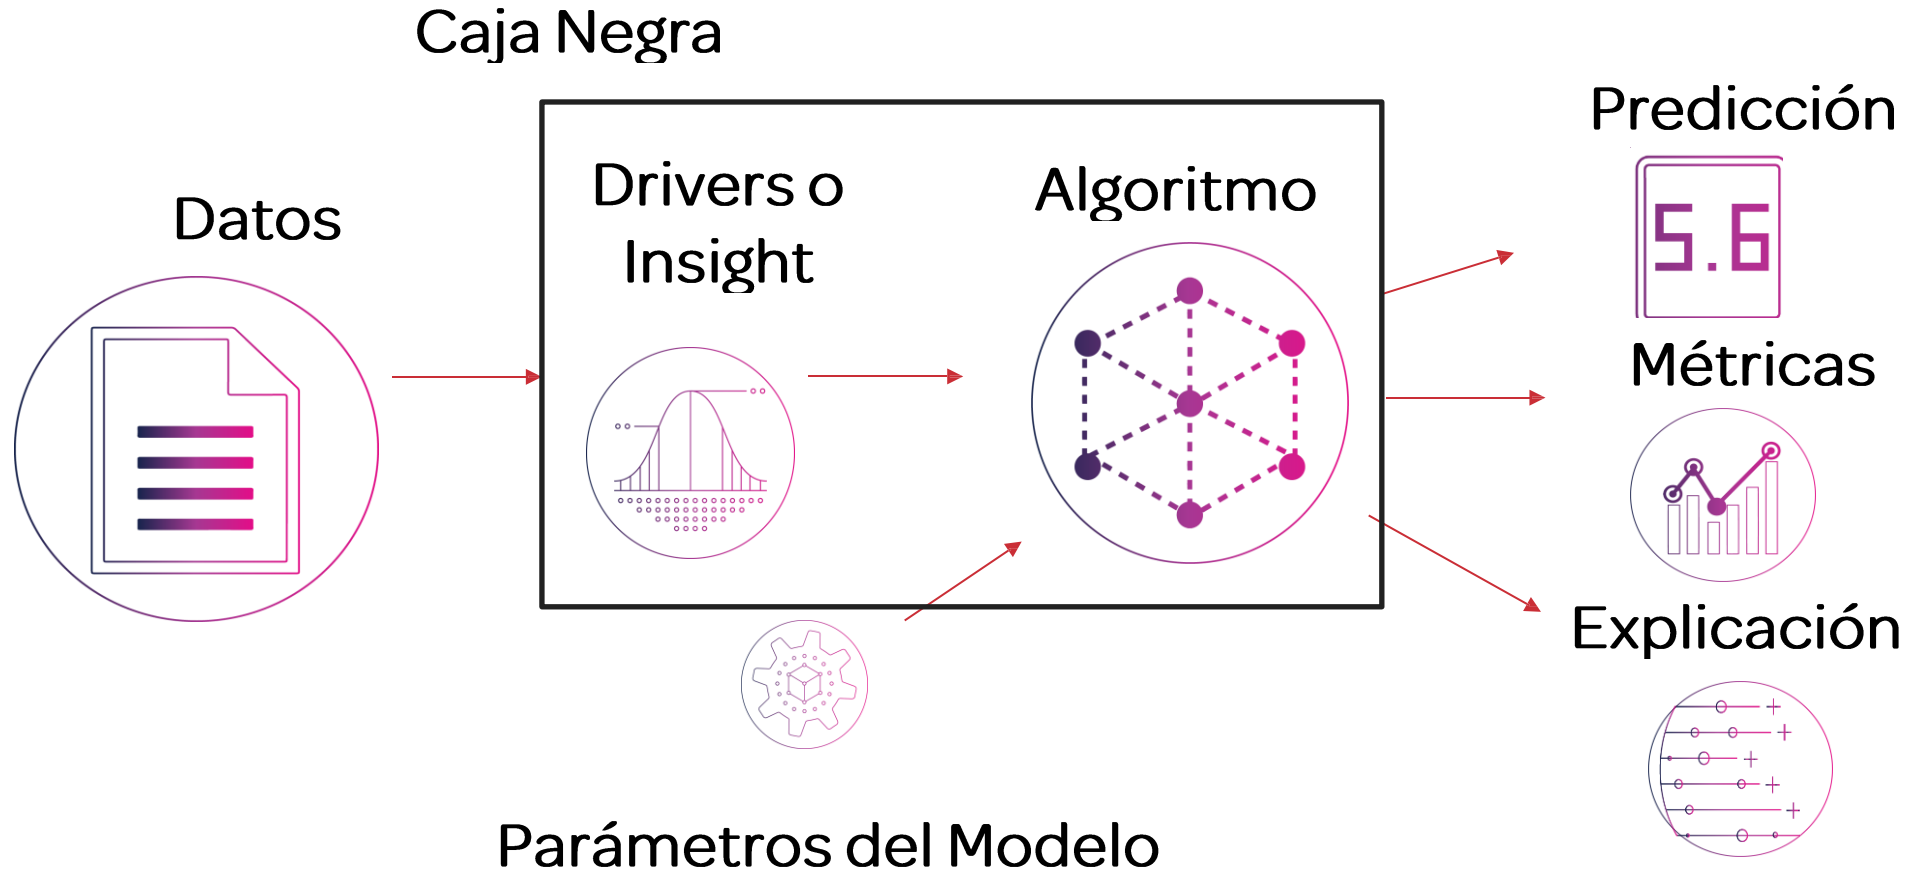 Caja Negra
Datos
Drivers o
Insight
Algoritmo
Predicción
5.6
Métricas
Explicación
Parámetros del Modelo